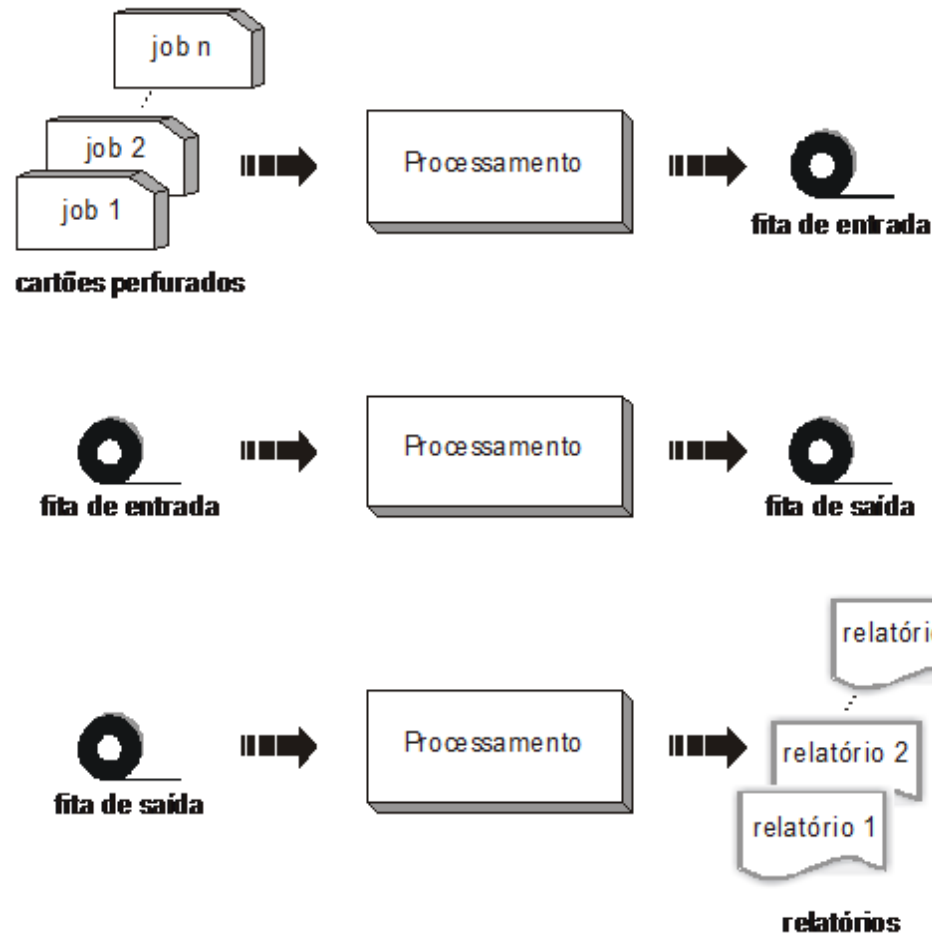 job n
job 2
job 1
cartões perfurados
Processamento
fita de entrada
fita de entrada
Processamento
fita de saída
fita de saída
Processamento
relatório 2
relatório 1
relatórios